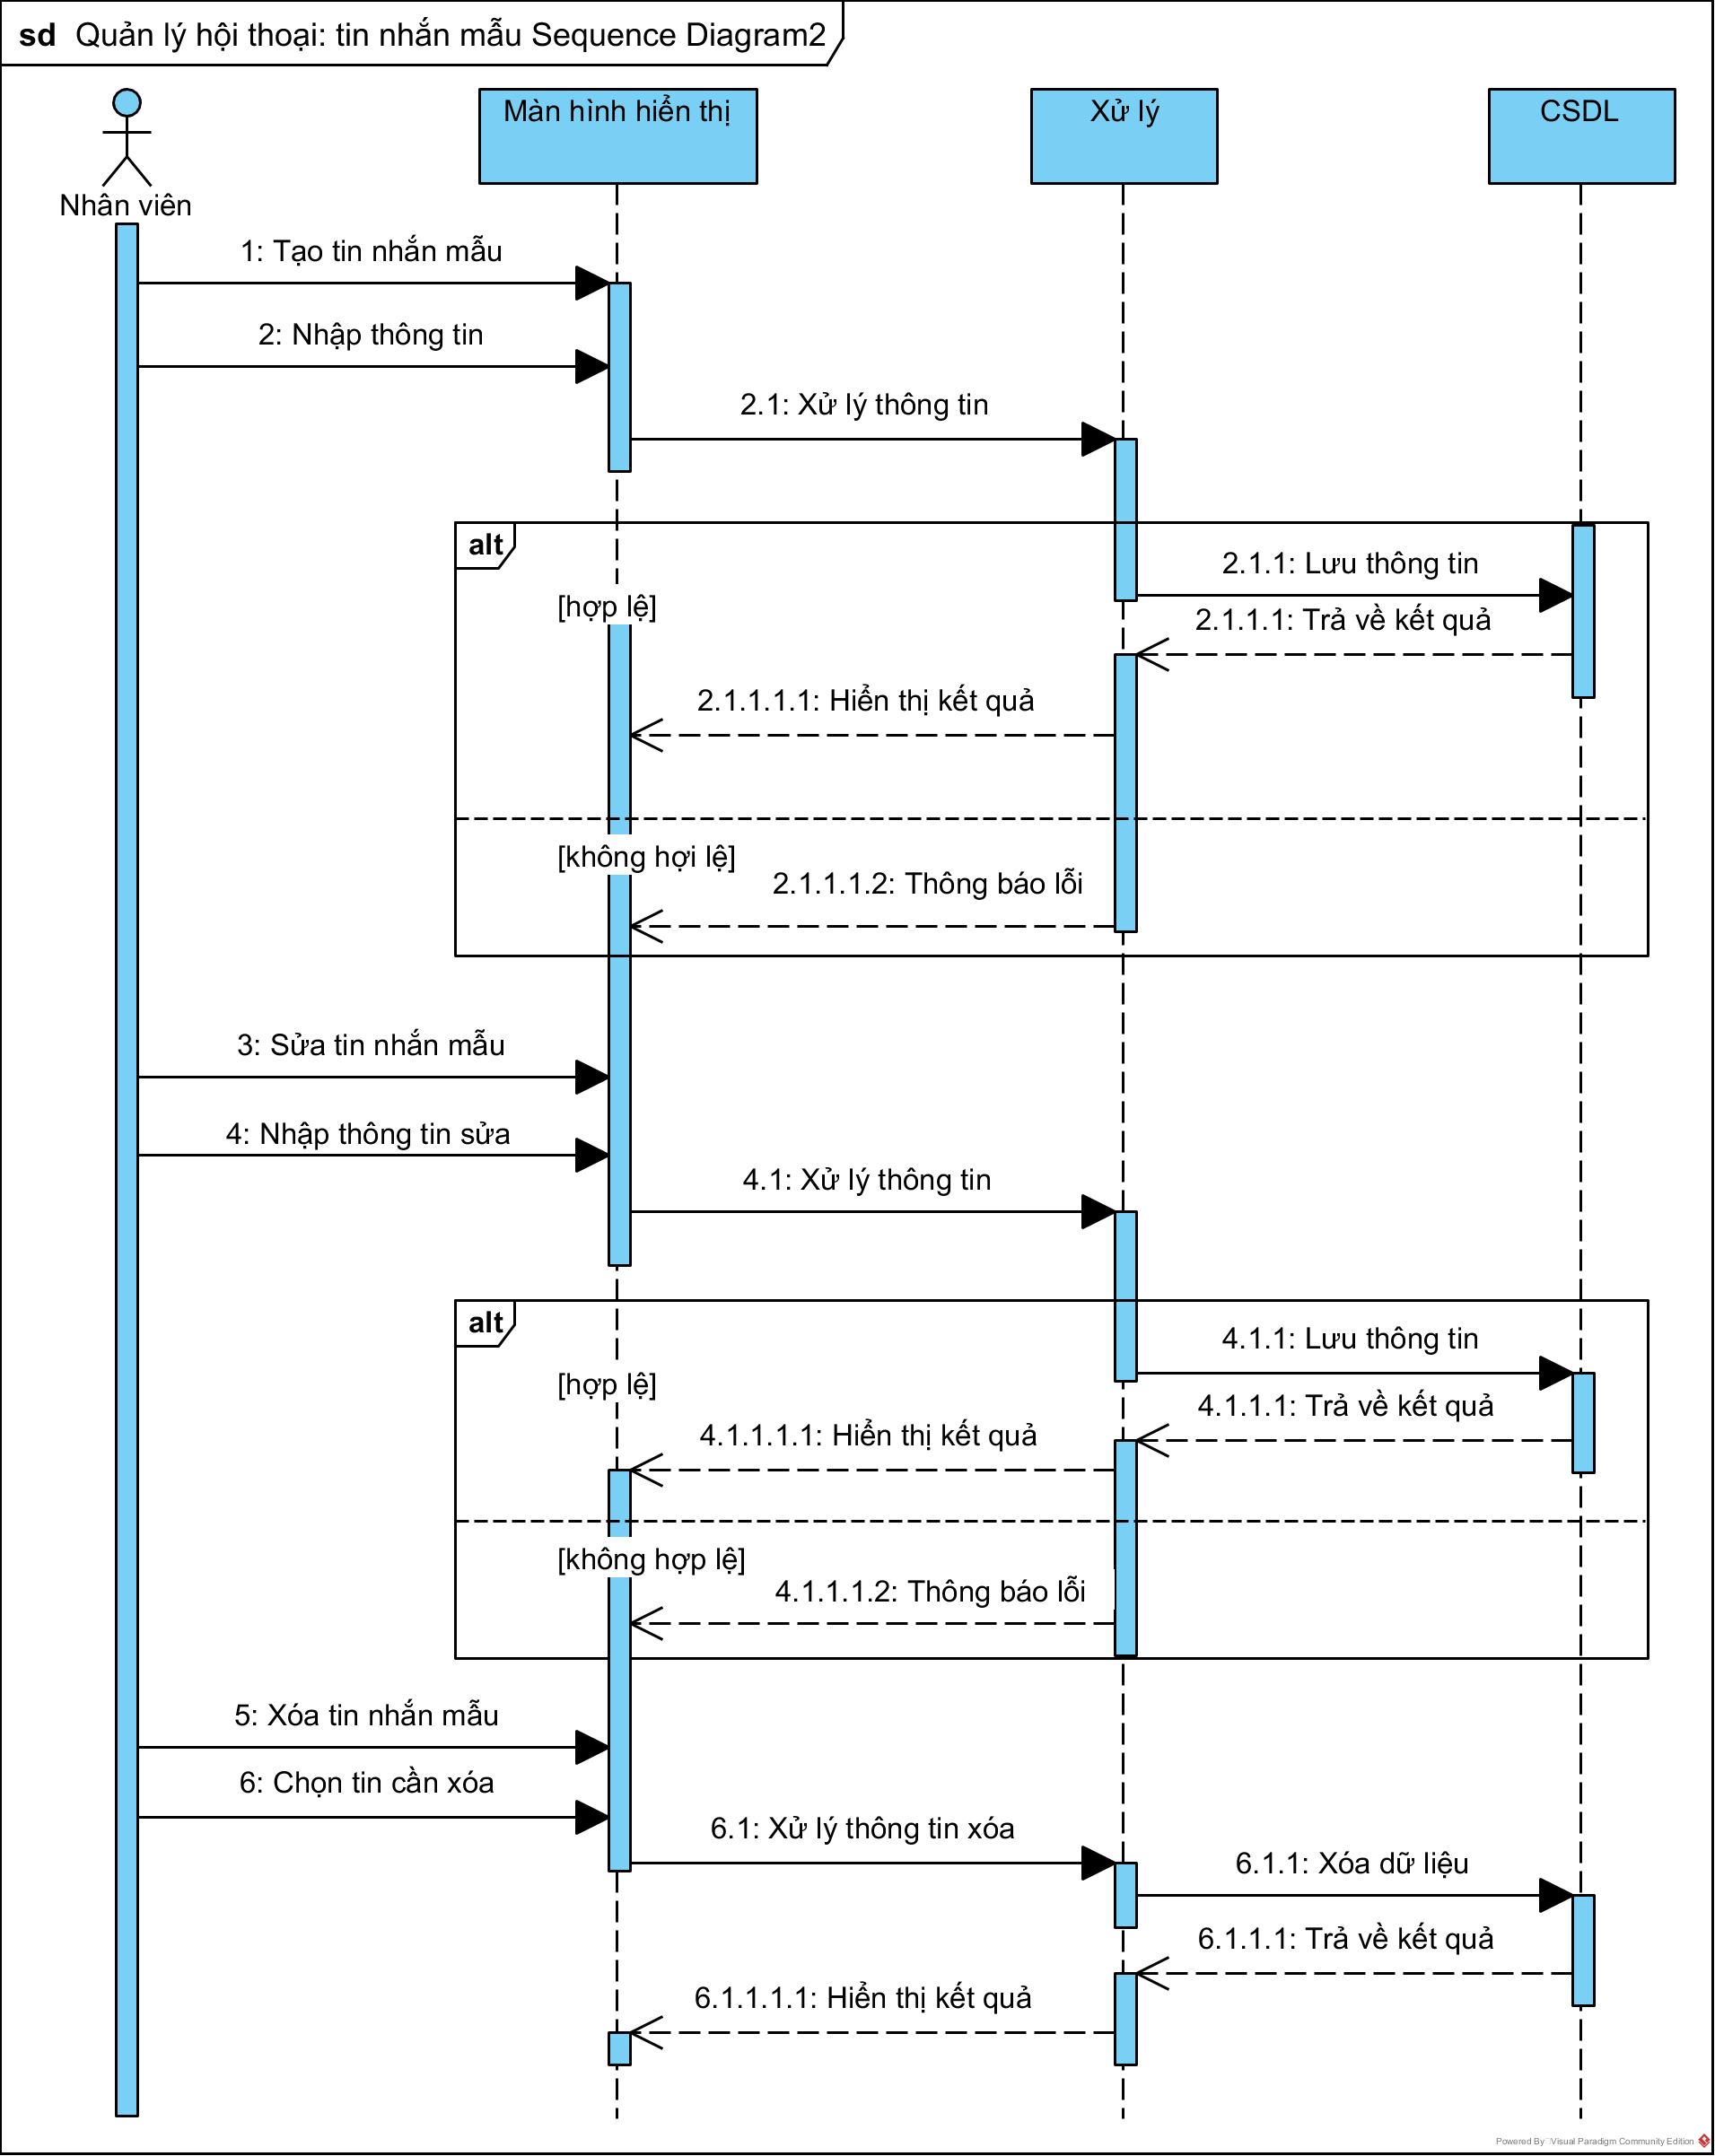 sd Quản lý hội thoại: tin nhắn mẫu Sequence Diagram2
Màn hình hiển thị
Xử lý
CSDL
Nhân viên
1: Tạo tin nhắn mẫu
2: Nhập thông tin
2.1: Xử lý thông tin
alt
2.1.1: Lưu thông tin
[hợp lệ]
2.1.1.1: Trả về kết quả
2.1.1.1.1: Hiển thị kết quả
[không hợi lệ]
2.1.1.1.2: Thông báo lỗi
3: Sửa tin nhắn mẫu
4: Nhập thông tin sửa
4.1: Xử lý thông tin
alt
4.1.1: Lưu thông tin
[hợp lệ]
4.1.1.1: Trả về kết quả
4.1.1.1.1: Hiển thị kết quả
[không hợp lệ]
4.1.1.1.2: Thông báo lỗi
5: Xóa tin nhắn mẫu
6: Chọn tin cần xóa
6.1: Xử lý thông tin xóa
6.1.1: Xóa dữ liệu
6.1.1.1: Trả về kết quả
6.1.1.1.1: Hiển thị kết quả
Powered By Visual Paradigm Community Edition